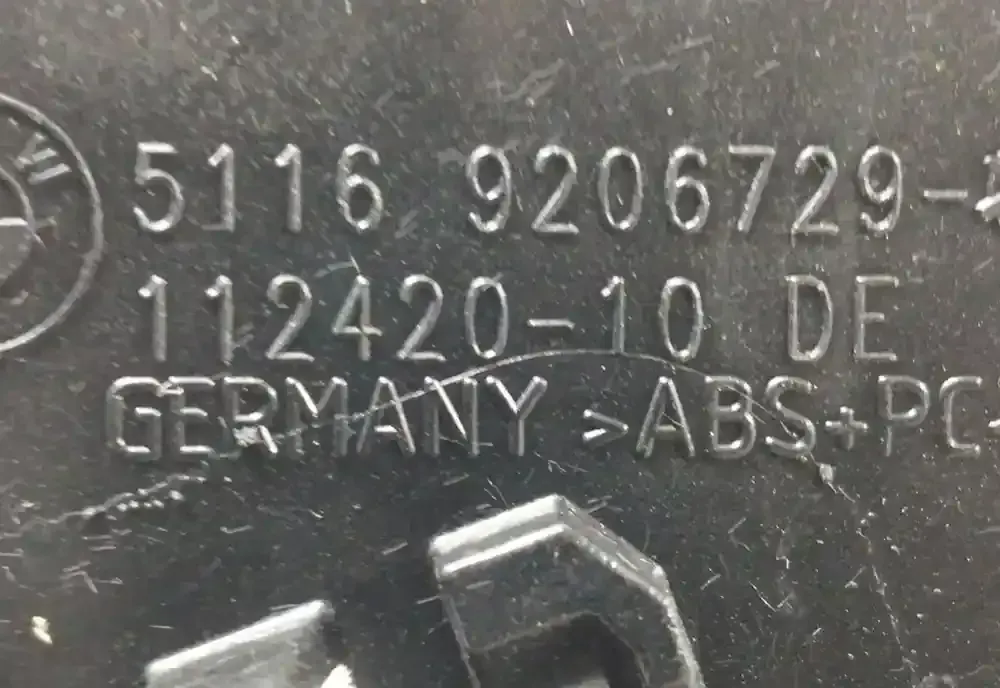 5116 9206729-
112420-10 DE
GERMANY >ABS+PC